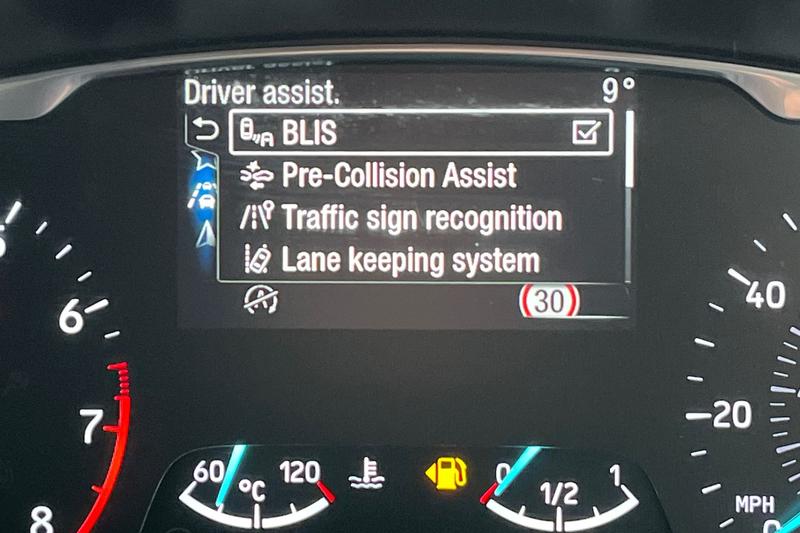 Driver assist. 9°
BLIS
Pre-Collision Assist
Traffic sign recognition
Lane keeping system
A
30
6
7
8
40
20
MPH
0
60 °C 120
0 1/2 1